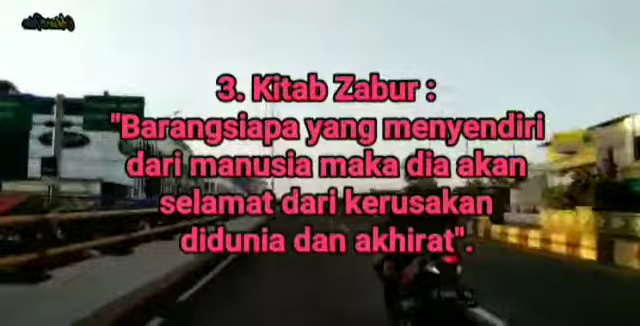 3. Kitab Zabur :
"Barangsiapa yang menyendiri
dari manusia maka dia akan
selamat dari kerusakan
didunia dan akhirat".